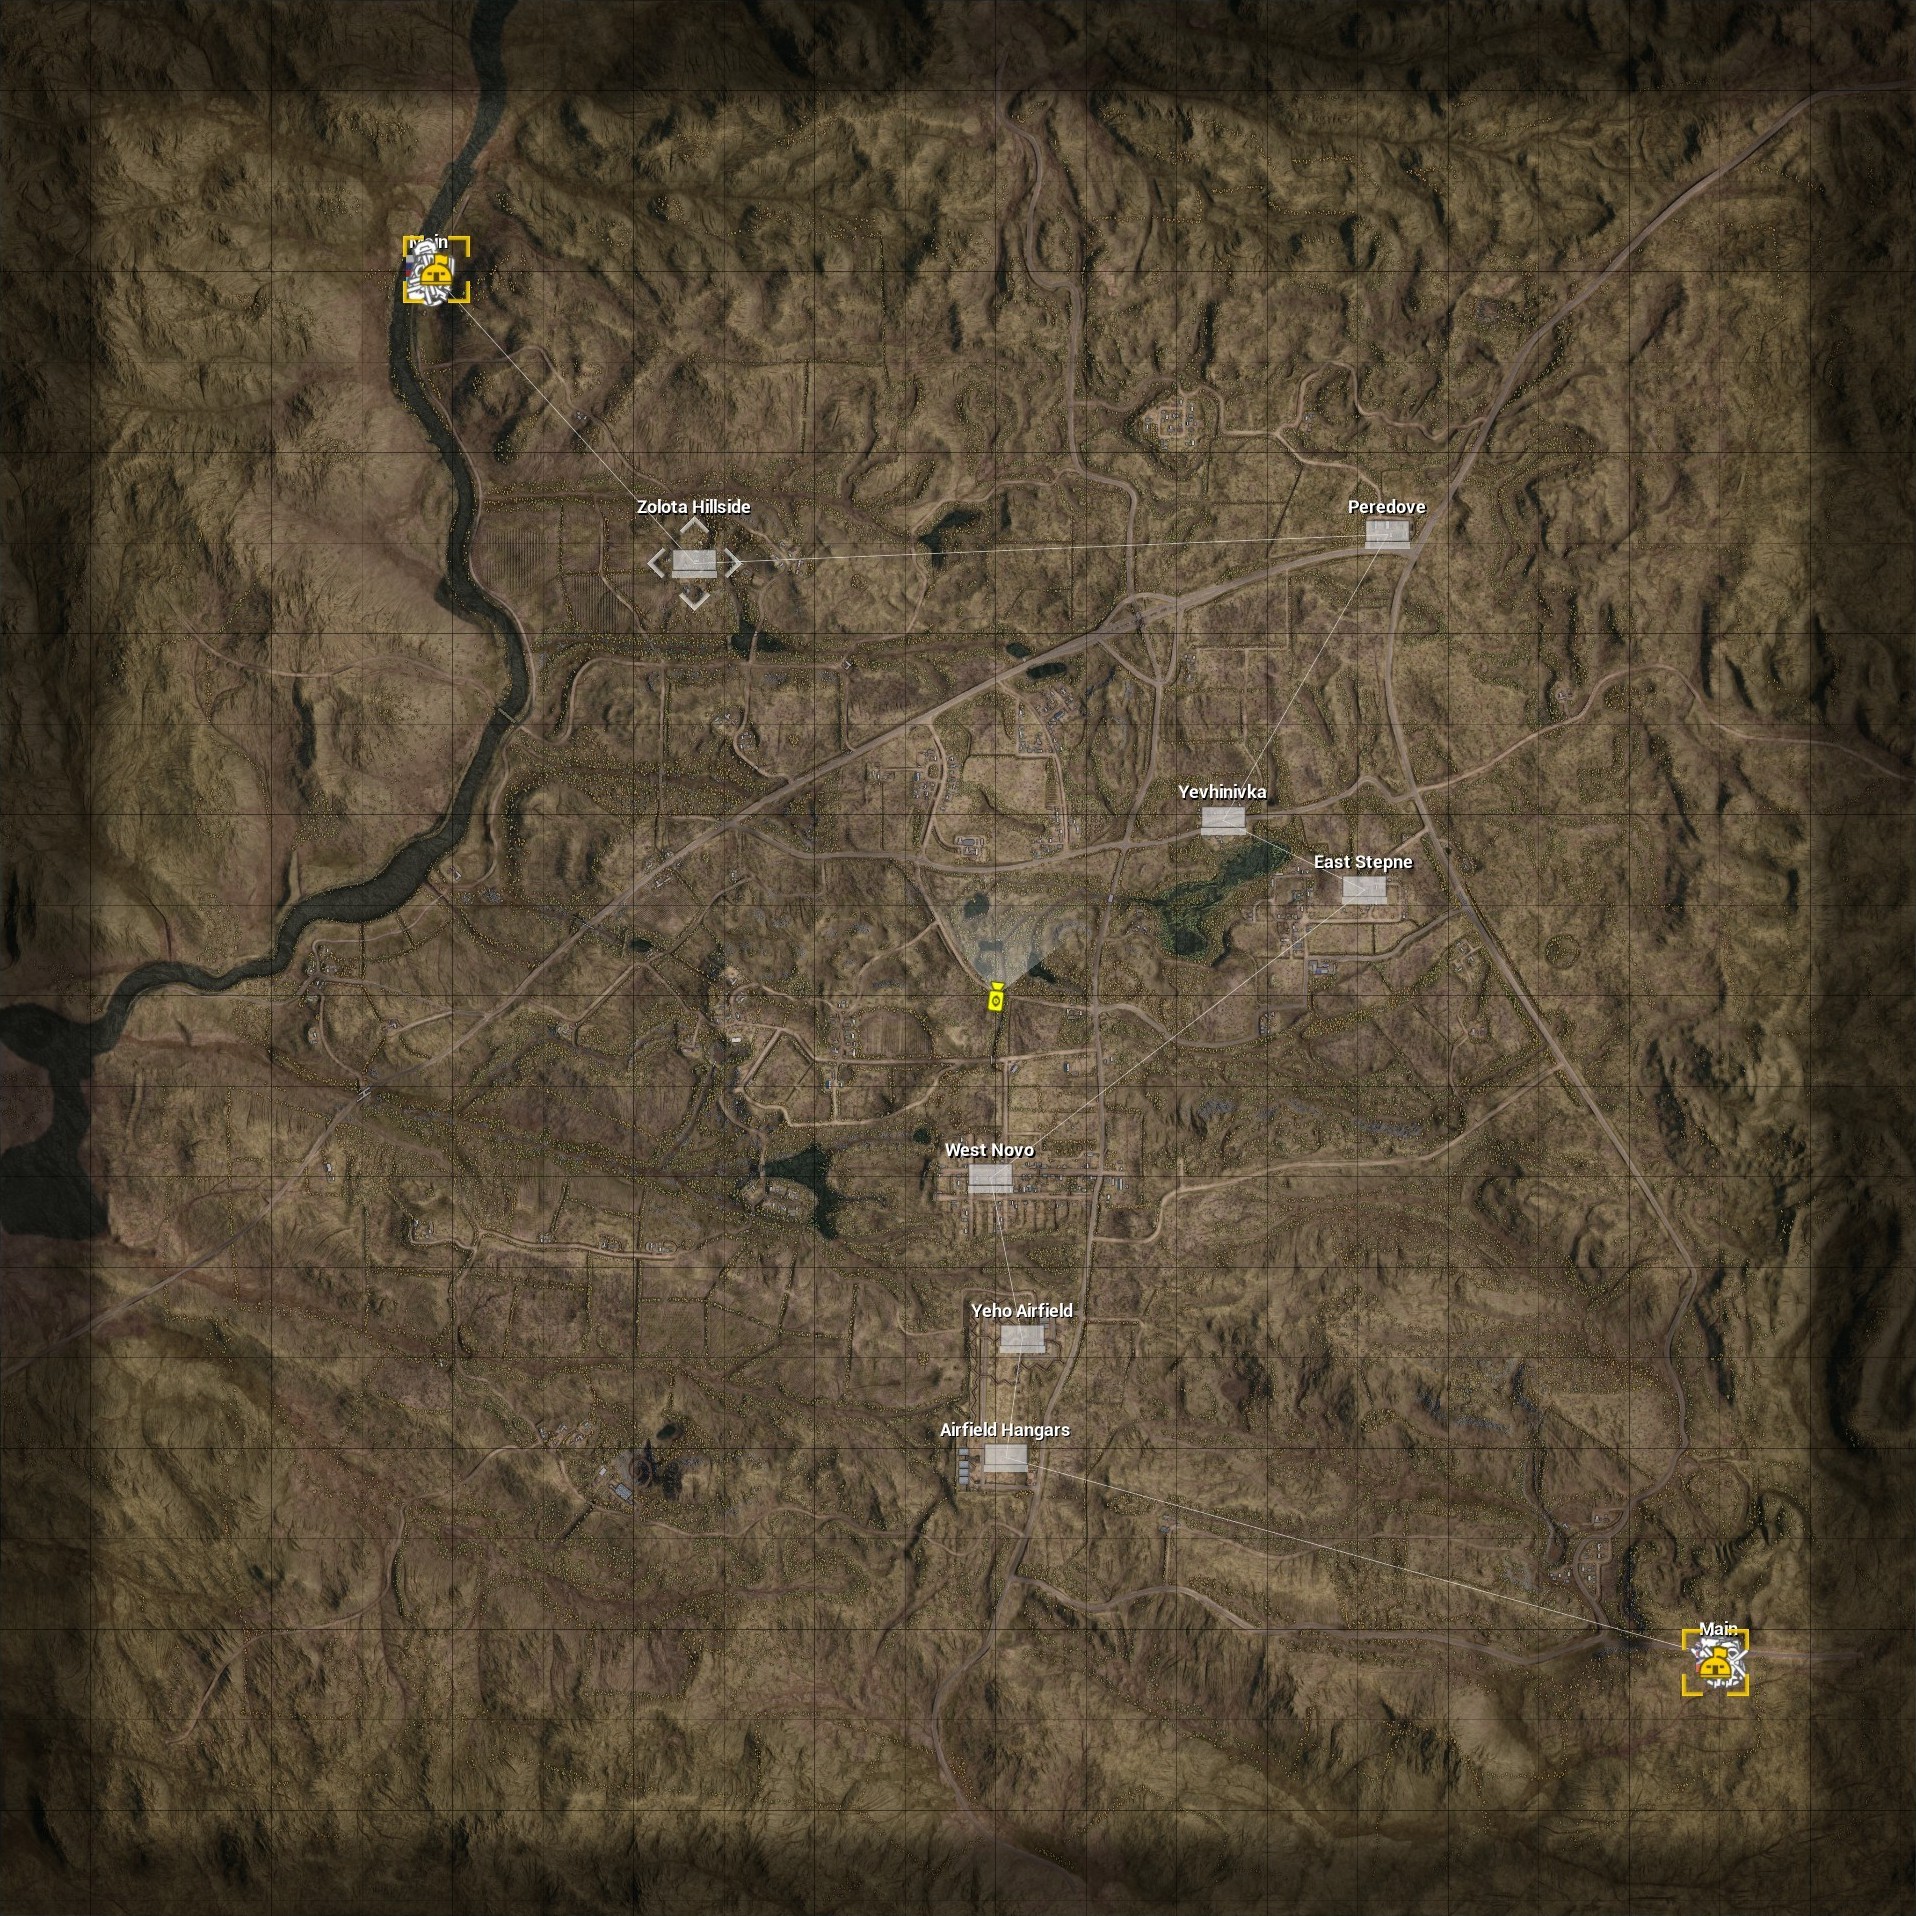 Main
Zolota Hillside
Peredove
Yevhinivka
East Stepne
West Novo
Yeho Airfield
Airfield Hangars
Main